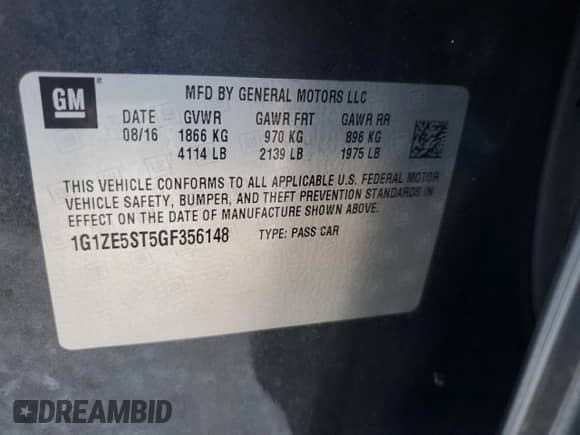 GM
MFD BY GENERAL MOTORS LLC
DATE GVWR GAWR FRT GAWR RR
08/16 1866 KG 970 KG 896 KG
4114 LB 2139 LB 1975 LB
THIS VEHICLE CONFORMS TO ALL APPLICABLE U.S. FEDERAL MOTOR
VEHICLE SAFETY, BUMPER, AND THEFT PREVENTION STANDARDS IN
EFFECT ON THE DATE OF MANUFACTURE SHOWN ABOVE.
1G1ZE5ST5GF356148 TYPE: PASS CAR
DREAMBID